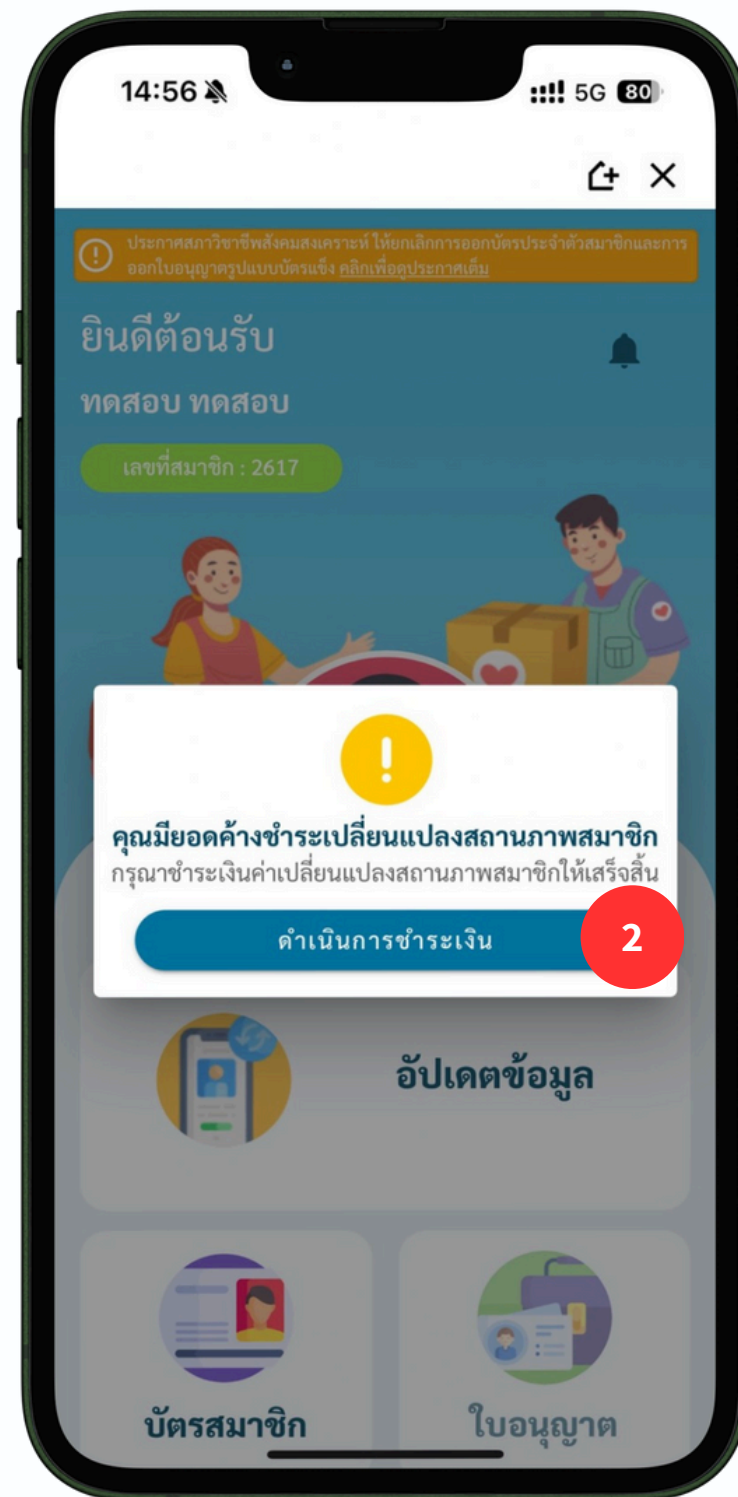 14:56
5G 80
ประกาศสภาวิชาชีพสังคมสงเคราะห์ ให้ยกเลิกการออกบัตรประจำตัวสมาชิกและการ
ออกใบอนุญาตรูปแบบบัตรแข็ง คลิกเพื่อดูประกาศเต็ม
ยินดีต้อนรับ
ทดสอบ ทดสอบ
เลขที่สมาชิก : 2617
คุณมียอดค้างชำระเปลี่ยนแปลงสถานภาพสมาชิก
กรุณาชำระเงินค่าเปลี่ยนแปลงสถานภาพสมาชิกให้เสร็จสิ้น
ดำเนินการชำระเงิน
2
อัปเดตข้อมูล
บัตรสมาชิก
ใบอนุญาต